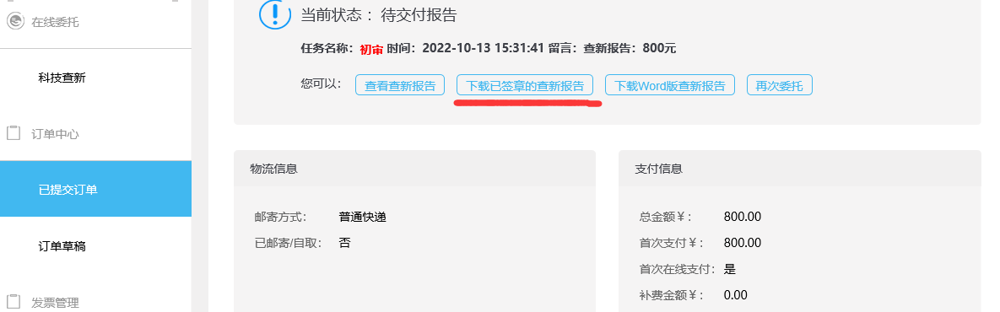 在线委托
科技查新
订单中心
已提交订单
订单草稿
发票管理
当前状态： 待交付报告
任务名称：初审 时间：2022-10-13 15:31:41 留言：查新报告：800元
您可以： 查看查新报告 下载已签章的查新报告 下载Word版查新报告 再次委托
物流信息
邮寄方式： 普通快递
已邮寄/自取： 否
支付信息
总金额￥： 800.00
首次支付￥： 800.00
首次在线支付： 是
补费金额￥： 0.00